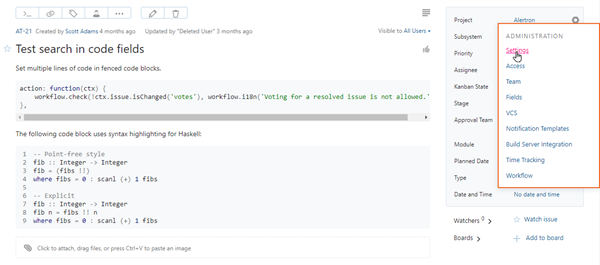 AT-21 Created by Scott Adams 4 months ago Updated by "Deleted User" 3 months ago
Visible to All Users
Test search in code fields
Set multiple lines of code in fenced code blocks.
action: function(ctx) {
workflow.check(!ctx.issue.isChanged('votes'), workflow.i18n('Voting for a resolved issue is not allowed.'
},
The following code block uses syntax highlighting for Haskell:
1 -- Point-free style
2 fib :: Integer -> Integer
3 fib = (fibs !!)
4 where fibs = 0 : scanl (+) 1 fibs
5
6 -- Explicit
7 fib :: Integer -> Integer
8 fib n = fibs !! n
9 where fibs = 0 : scanl (+) 1 fibs
Click to attach, drag files, or press Ctrl+V to paste an image
Project Alertron
Subsystem
Priority
Assignee
Kanban State
Stage
Approval Team
Module
Planned Date
Type
Date and Time No date and time
Watchers 0
Watch issue
Boards
Add to board
ADMINISTRATION
Settings
Access
Team
Fields
VCS
Notification Templates
Build Server Integration
Time Tracking
Workflow